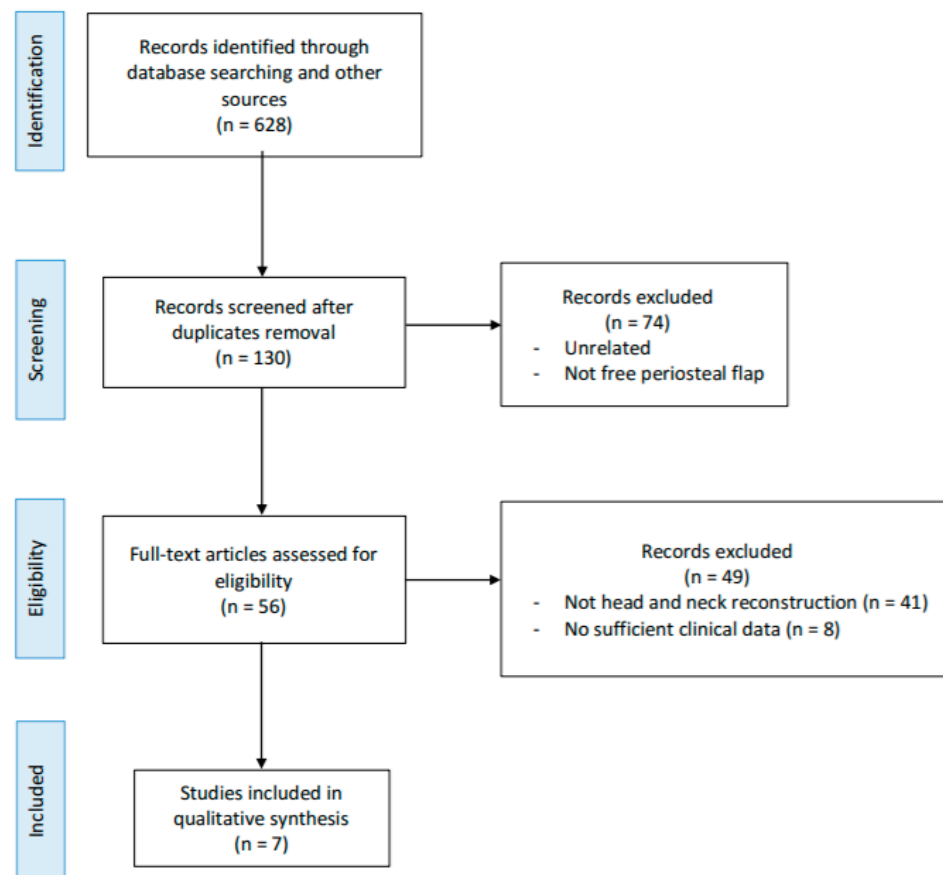 Identification
Records identified through
database searching and other
sources
(n = 628)
Screening
Records screened after
duplicates removal
(n = 130)
Records excluded
(n = 74)
- Unrelated
- Not free periosteal flap
Eligibility
Full-text articles assessed for
eligibility
(n = 56)
Records excluded
(n = 49)
- Not head and neck reconstruction (n = 41)
- No sufficient clinical data (n = 8)
Included
Studies included in
qualitative synthesis
(n = 7)